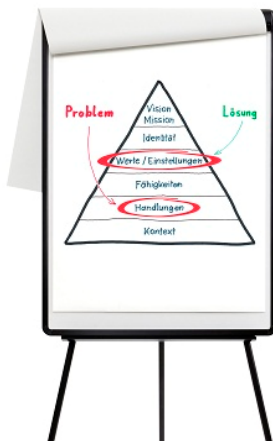 Problem
Lösung
Vision
Mission
Identität
Werte / Einstellungen
Fähigkeiten
Handlungen
Kontext